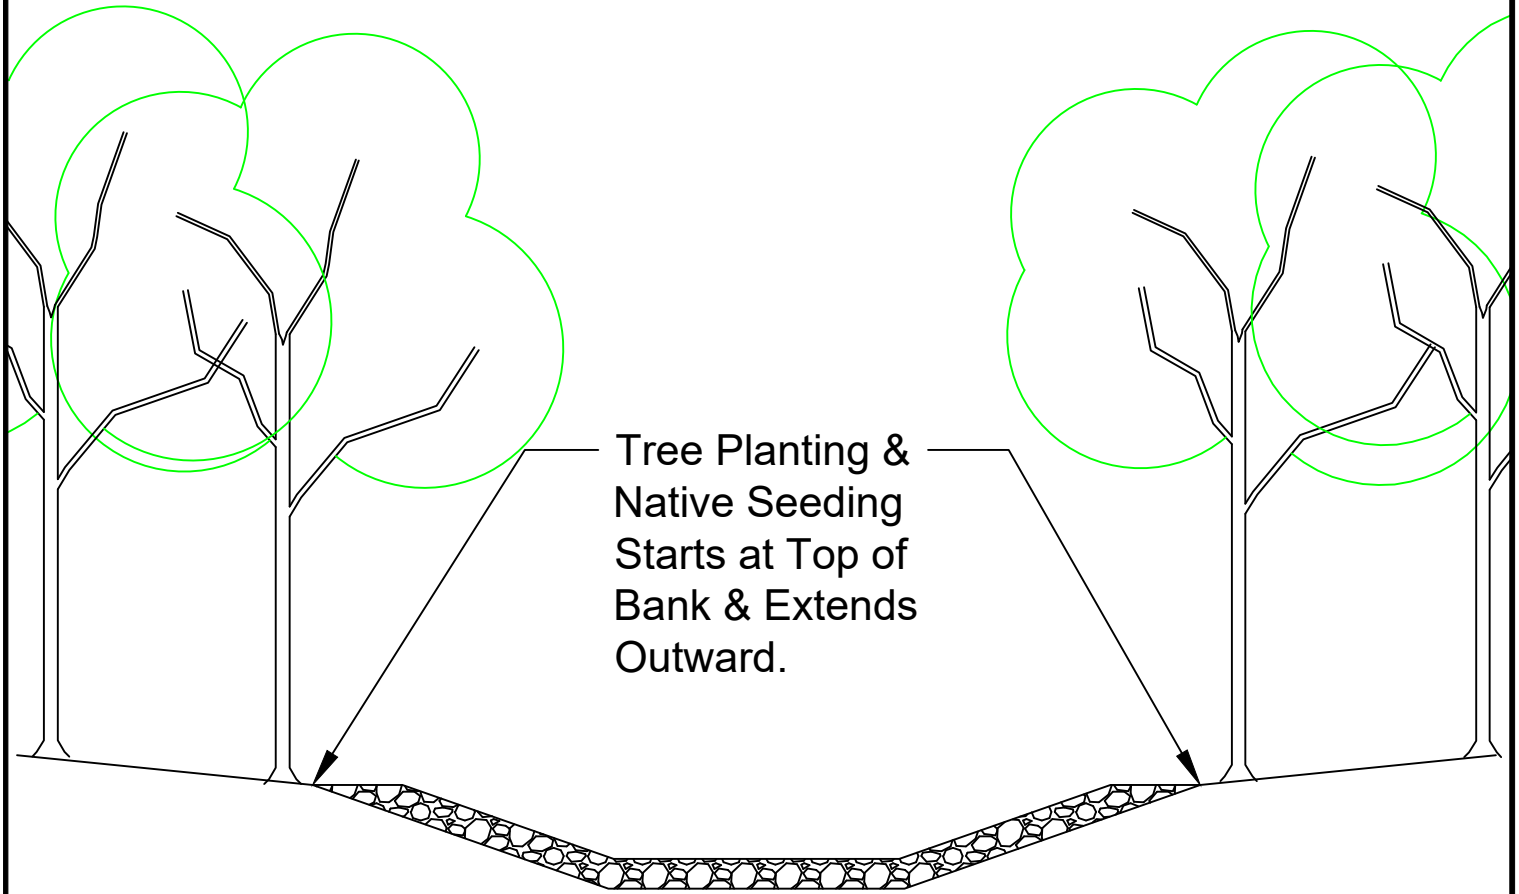 Tree Planting &
Native Seeding
Starts at Top of
Bank & Extends
Outward.